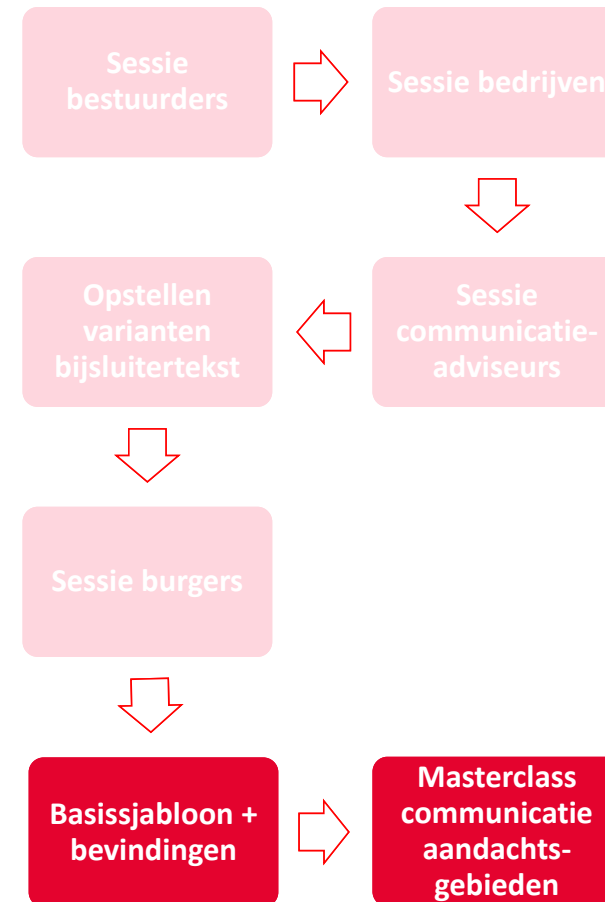 Sessie
bestuurders
Sessie bedrijven
Sessie
communicatie-
adviseurs
Opstellen
varianten
bijsluitertekst
Sessie burgers
Basissjabloon +
bevindingen
Masterclass
communicatie
aandachts-
gebieden